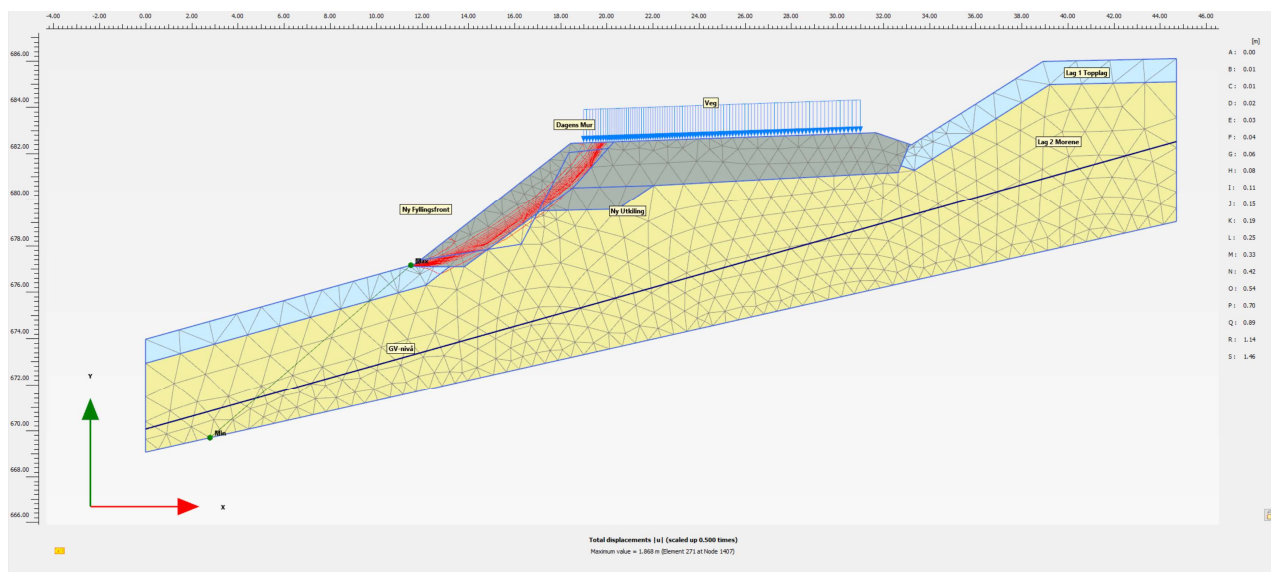 -4.00 0.00 2.00 4.00 6.00 8.00 10.00 12.00 14.00 16.00 18.00 20.00 22.00 24.00 26.00 28.00 30.00 32.00 34.00 36.00 38.00 40.00 42.00 44.00 46.00
686.00
684.00
682.00
680.00
678.00
676.00
674.00
672.00
670.00
668.00
666.00
Lag 1 Topplag
Veg
Dagens Mur
Lag 2 Morene
Ny Fyllingsfront
Ny Utkiling
Max
GV-nivå
Min
Y
X
[m]
A : 0.00
B : 0.01
C : 0.01
D : 0.02
E : 0.03
F : 0.04
G : 0.06
H : 0.08
I : 0.11
J : 0.15
K : 0.19
L : 0.25
M : 0.33
N : 0.42
O : 0.54
P : 0.70
Q : 0.89
R : 1.14
S : 1.46
Total displacements |u| (scaled up 0.500 times)
Maximum value = 1.868 m (Element 271 at Node 1407)